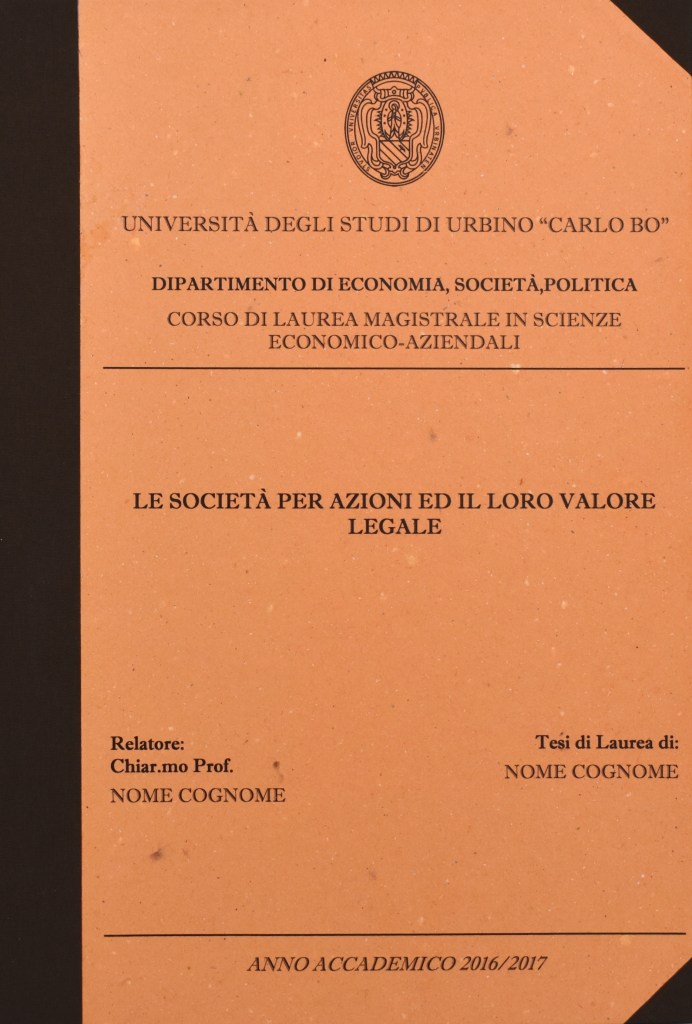 UNIVERSITÀ DEGLI STUDI DI URBINO “CARLO BO”
DIPARTIMENTO DI ECONOMIA, SOCIETÀ,POLITICA
CORSO DI LAUREA MAGISTRALE IN SCIENZE
ECONOMICO-AZIENDALI
LE SOCIETÀ PER AZIONI ED IL LORO VALORE
LEGALE
Relatore:
Chiar.mo Prof.
NOME COGNOME
Tesi di Laurea di:
NOME COGNOME
ANNO ACCADEMICO 2016/2017